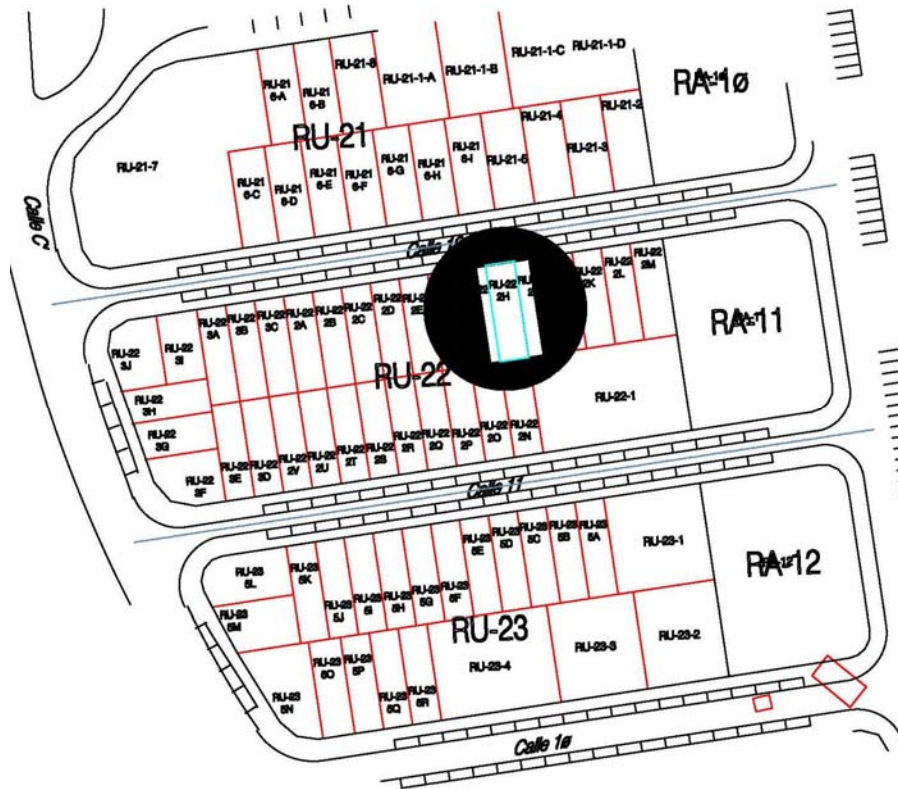 RU-21-8
RU-21-1-C
RU-21-1-D
RU-21-1-B
RU-21-1-A
RU-21
6-A
RU-21
6-B
RA-1ø
RU-21
RU-21-2
RU-21-4
RU-21-3
RU-21-5
RU-21-7
RU-21
6-C
RU-21
6-D
RU-21
6-E
RU-21
6-F
RU-21
6-G
RU-21
6-H
RU-21
6-I
Calle C
Calle
RU-22
3J
RU-22
3I
RU-22
3A
RU-22
3B
RU-22
3C
RU-22
2A
RU-22
2B
RU-22
2C
RU-22
2D
RU-22
2E
RU-22
2H
RU-22
2K
RU-22
2L
RU-22
2M
RA-11
RU-22
RU-22-1
RU-22
3H
RU-22
3G
RU-22
3F
RU-22
3E
RU-22
3D
RU-22
2V
RU-22
2U
RU-22
2T
RU-22
2S
RU-22
2R
RU-22
2Q
RU-22
2P
RU-22
2O
RU-22
2N
Calle 11
RU-23
5L
RU-23
5K
RU-23
5J
RU-23
5I
RU-23
5H
RU-23
5G
RU-23
5F
RU-23
5E
RU-23
5D
RU-23
5C
RU-23
5B
RU-23
5A
RU-23-1
RA-12
RU-23
5M
RU-23
RU-23-4
RU-23-3
RU-23-2
RU-23
5N
RU-23
5O
RU-23
5P
RU-23
5Q
RU-23
5R
Calle 1ø